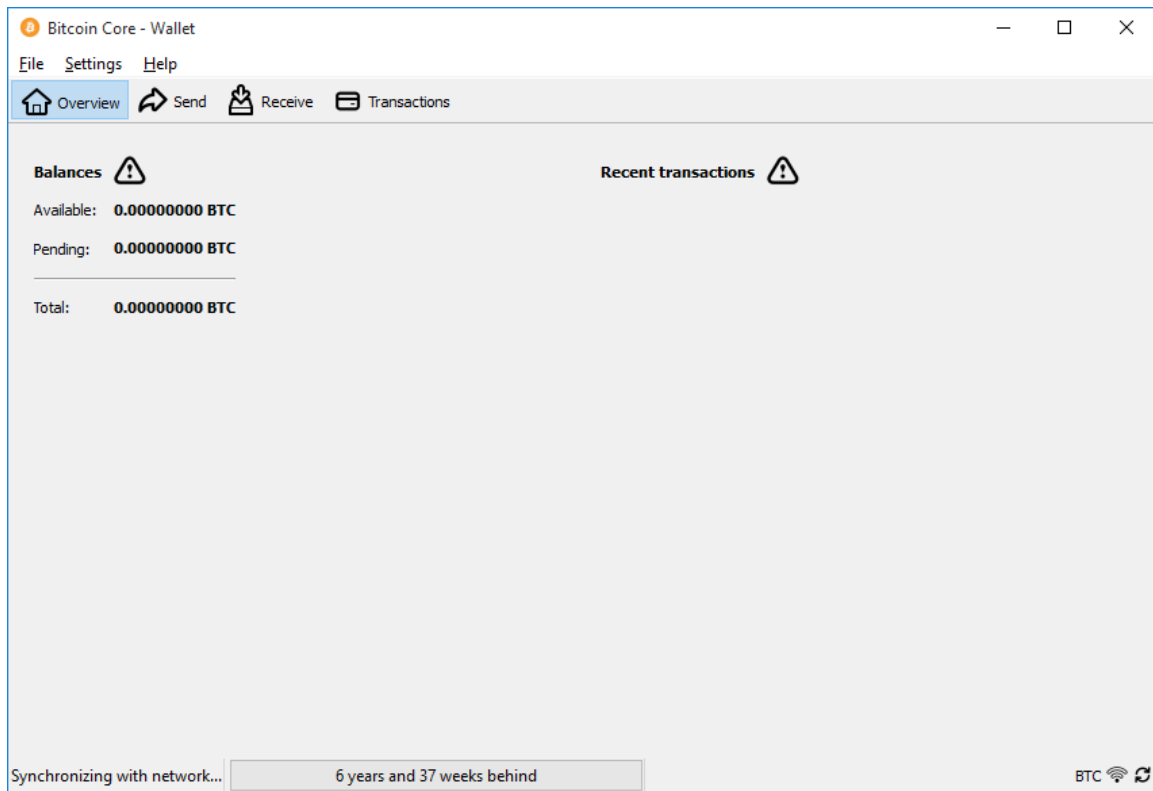 Bitcoin Core - Wallet
File Settings Help
Overview Send Receive Transactions
Balances Recent transactions
Available: 0.00000000 BTC
Pending: 0.00000000 BTC
Total: 0.00000000 BTC
Synchronizing with network... 6 years and 37 weeks behind BTC